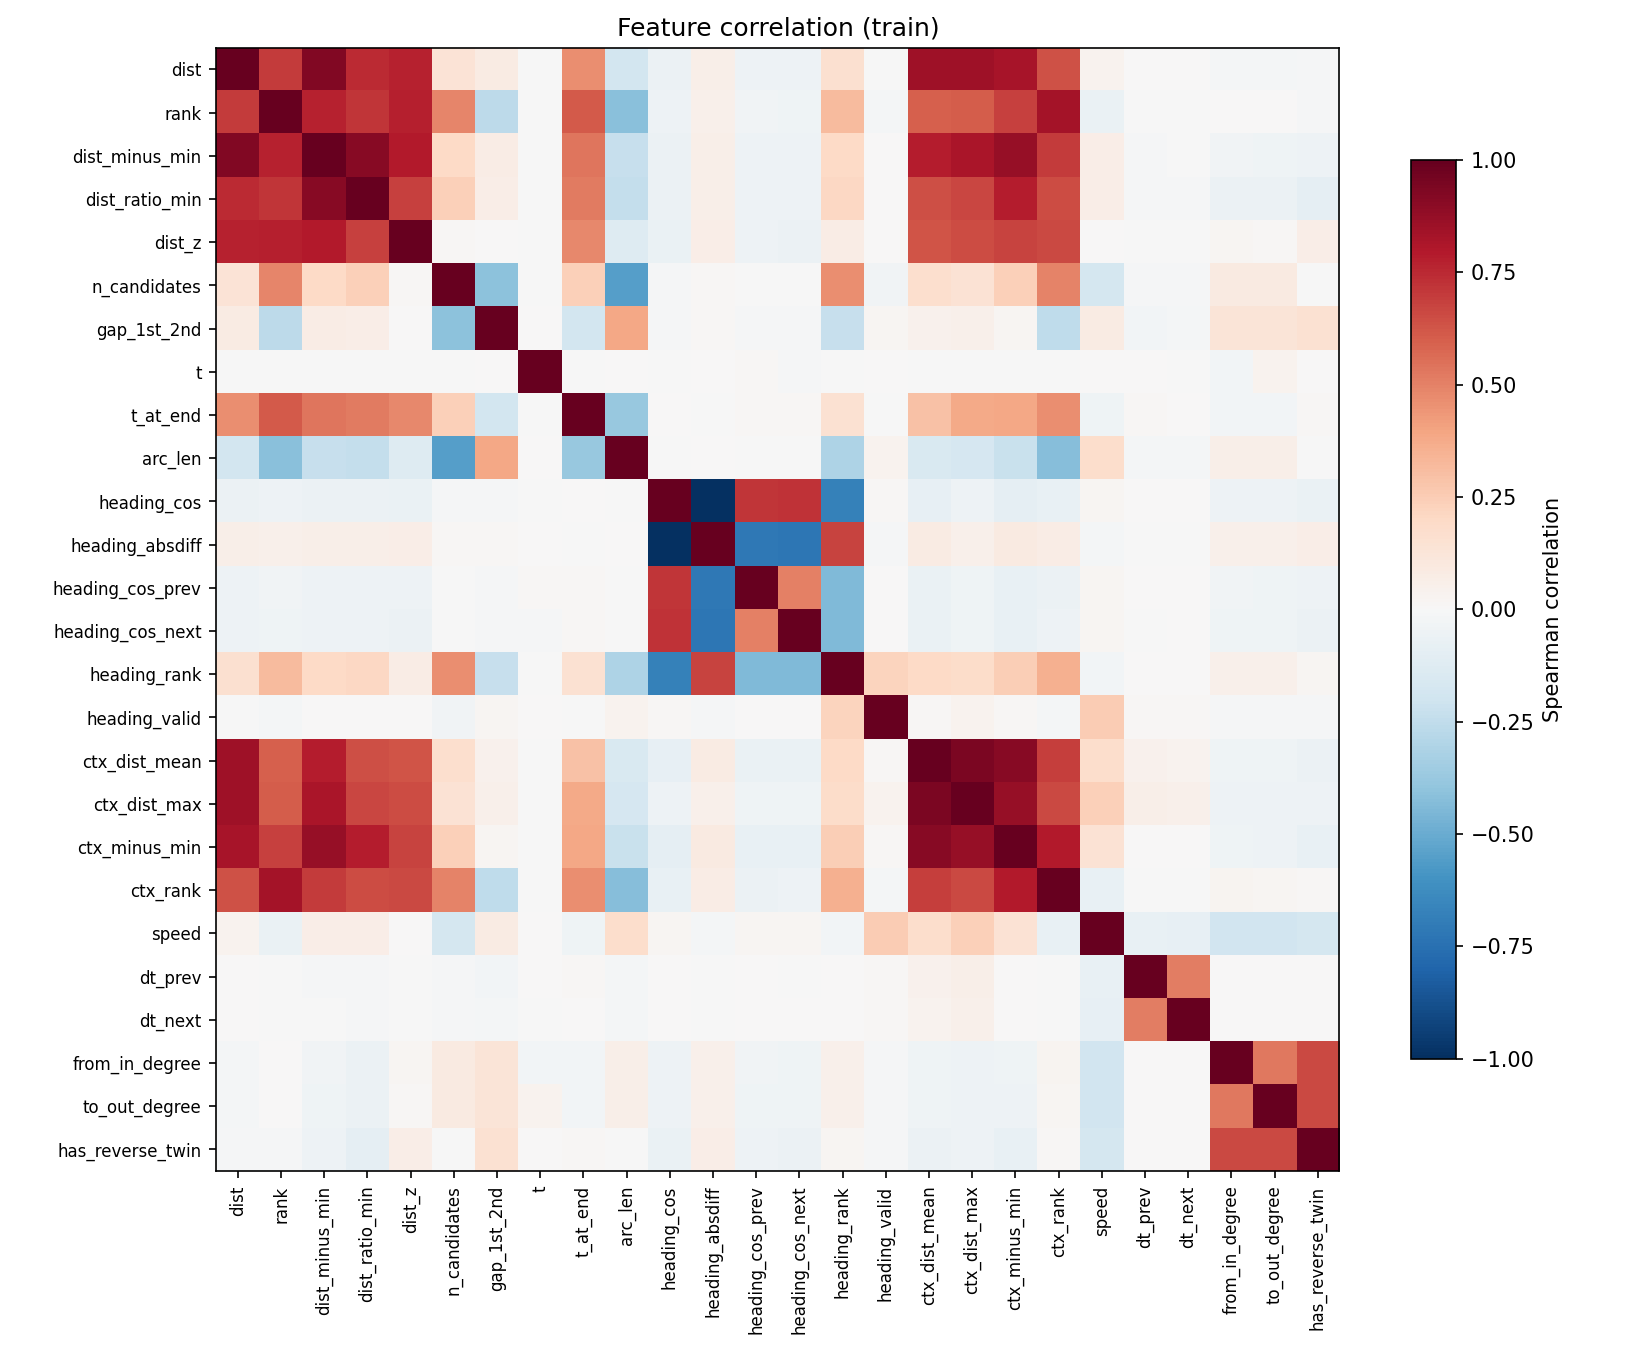 Feature correlation (train)
dist
rank
dist_minus_min
dist_ratio_min
dist_z
n_candidates
gap_1st_2nd
t
t_at_end
arc_len
heading_cos
heading_absdiff
heading_cos_prev
heading_cos_next
heading_rank
heading_valid
ctx_dist_mean
ctx_dist_max
ctx_minus_min
ctx_rank
speed
dt_prev
dt_next
from_in_degree
to_out_degree
has_reverse_twin
dist
rank
dist_minus_min
dist_ratio_min
dist_z
n_candidates
gap_1st_2nd
t
t_at_end
arc_len
heading_cos
heading_absdiff
heading_cos_prev
heading_cos_next
heading_rank
heading_valid
ctx_dist_mean
ctx_dist_max
ctx_minus_min
ctx_rank
speed
dt_prev
dt_next
from_in_degree
to_out_degree
has_reverse_twin
1.00
0.75
0.50
0.25
0.00
−0.25
−0.50
−0.75
−1.00
Spearman correlation